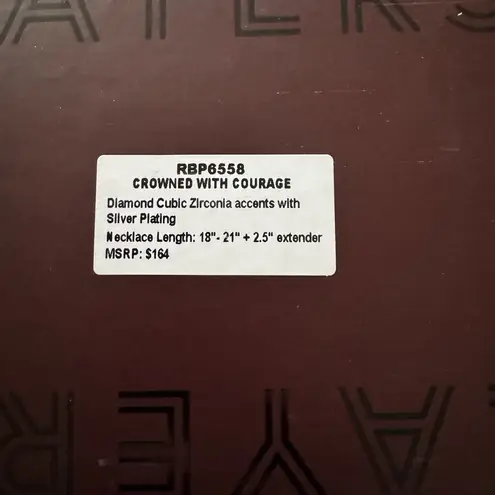 AYERS
RBP6558
CROWNED WITH COURAGE
Diamond Cubic Zirconia accents with
Silver Plating
Necklace Length: 18"- 21" + 2.5" extender
MSRP: $164